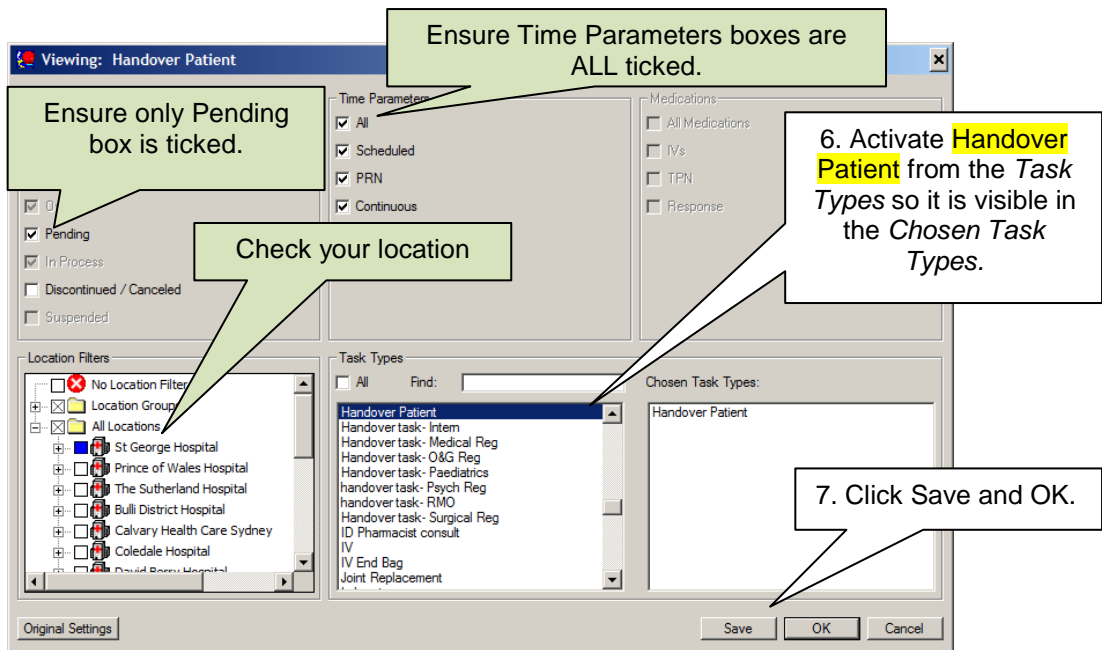 Ensure Time Parameters boxes are
ALL ticked.
Viewing: Handover Patient
Ensure only Pending
box is ticked.
Pending
In Process
Discontinued / Canceled
Suspended
Time Parameters
All
Scheduled
PRN
Continuous
Medications
All Medications
IVs
TPN
Response
6. Activate Handover
Patient from the Task
Types so it is visible in
the Chosen Task
Types.
Check your location
Location Filters
No Location Filter
Location Group
All Locations
St George Hospital
Prince of Wales Hospital
The Sutherland Hospital
Bulli District Hospital
Calvary Health Care Sydney
Coledale Hospital
David Berry Hospital
Task Types
All Find:
Handover Patient
Handover task- Intern
Handover task- Medical Reg
Handover task- O&G Reg
Handover task- Paediatrics
handover task- Psych Reg
handover task- RMO
Handover task- Surgical Reg
ID Pharmacist consult
IV
IV End Bag
Joint Replacement
Chosen Task Types:
Handover Patient
7. Click Save and OK.
Original Settings
Save OK Cancel